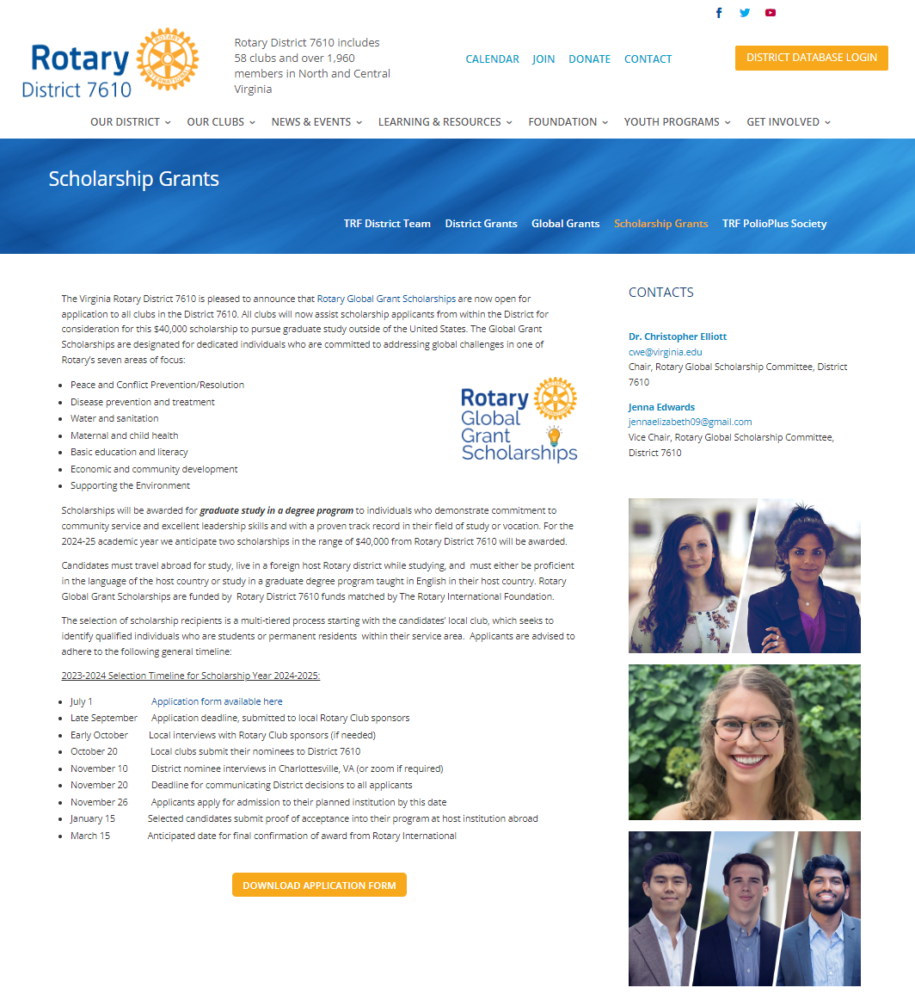 Rotary
District 7610
ROTARY
INTERNATIONAL
Rotary District 7610 includes
58 clubs and over 1,960
members in North and Central
Virginia
CALENDAR JOIN DONATE CONTACT
DISTRICT DATABASE LOGIN
OUR DISTRICT OUR CLUBS NEWS & EVENTS LEARNING & RESOURCES FOUNDATION YOUTH PROGRAMS GET INVOLVED
Scholarship Grants
TRF District Team District Grants Global Grants Scholarship Grants TRF PolioPlus Society
The Virginia Rotary District 7610 is pleased to announce that Rotary Global Grant Scholarships are now open for
application to all clubs in the District 7610. All clubs will now assist scholarship applicants from within the District for
consideration for this $40,000 scholarship to pursue graduate study outside of the United States. The Global Grant
Scholarships are designated for dedicated individuals who are committed to addressing global challenges in one of
Rotary's seven areas of focus:
• Peace and Conflict Prevention/Resolution
• Disease prevention and treatment
• Water and sanitation
• Maternal and child health
• Basic education and literacy
• Economic and community development
• Supporting the Environment
Rotary
Global
Grant
Scholarships
Scholarships will be awarded for graduate study in a degree program to individuals who demonstrate commitment to
community service and excellent leadership skills and with a proven track record in their field of study or vocation. For the
2024-25 academic year we anticipate two scholarships in the range of $40,000 from Rotary District 7610 will be awarded.
Candidates must travel abroad for study, live in a foreign host Rotary district while studying, and must either be proficient
in the language of the host country or study in a graduate degree program taught in English in their host country. Rotary
Global Grant Scholarships are funded by Rotary District 7610 funds matched by The Rotary International Foundation.
The selection of scholarship recipients is a multi-tiered process starting with the candidates' local club, which seeks to
identify qualified individuals who are students or permanent residents within their service area. Applicants are advised to
adhere to the following general timeline:
2023-2024 Selection Timeline for Scholarship Year 2024-2025:
• July 1 Application form available here
• Late September Application deadline, submitted to local Rotary Club sponsors
• Early October Local interviews with Rotary Club sponsors (if needed)
• October 20 Local clubs submit their nominees to District 7610
• November 10 District nominee interviews in Charlottesville, VA (or zoom if required)
• November 20 Deadline for communicating District decisions to all applicants
• November 26 Applicants apply for admission to their planned institution by this date
• January 15 Selected candidates submit proof of acceptance into their program at host institution abroad
• March 15 Anticipated date for final confirmation of award from Rotary International
DOWNLOAD APPLICATION FORM
CONTACTS
Dr. Christopher Elliott
cwe@virginia.edu
Chair, Rotary Global Scholarship Committee, District
7610
Jenna Edwards
jennaelizabeth09@gmail.com
Vice Chair, Rotary Global Scholarship Committee,
District 7610